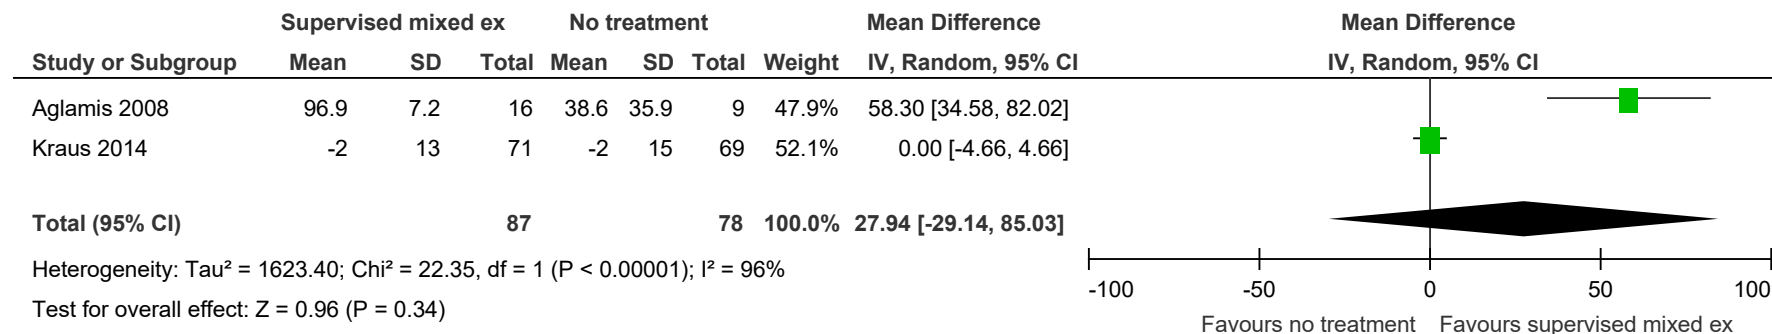 Supervised mixed ex No treatment Mean Difference Mean Difference
Study or Subgroup Mean SD Total Mean SD Total Weight IV, Random, 95% CI IV, Random, 95% CI
Aglamis 2008 96.9 7.2 16 38.6 35.9 9 47.9% 58.30 [34.58, 82.02]
Kraus 2014 -2 13 71 -2 15 69 52.1% 0.00 [-4.66, 4.66]
Total (95% CI) 87 78 100.0% 27.94 [-29.14, 85.03]
Heterogeneity: Tau² = 1623.40; Chi² = 22.35, df = 1 (P < 0.00001); I² = 96%
Test for overall effect: Z = 0.96 (P = 0.34)
-100 -50 0 50 100
Favours no treatment Favours supervised mixed ex